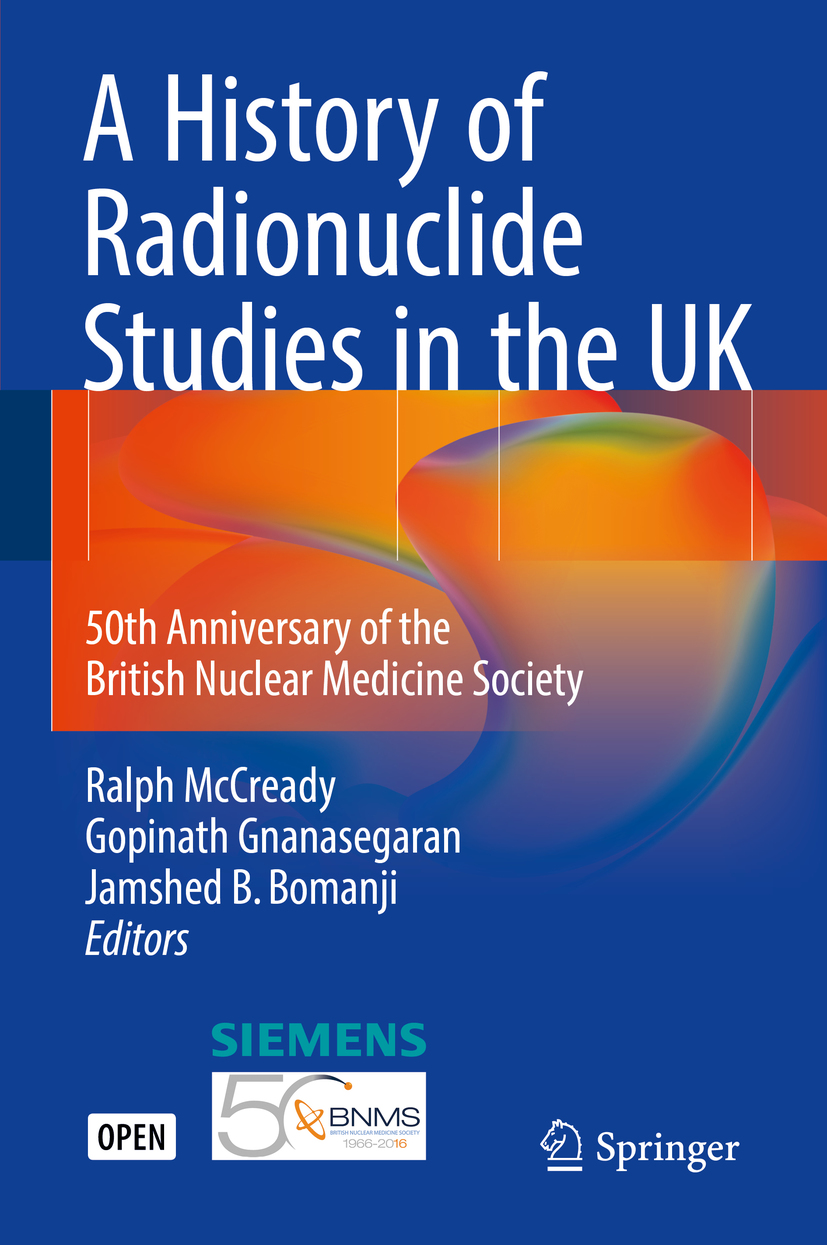 A History of
Radionuclide
Studies in the UK
50th Anniversary of the
British Nuclear Medicine Society
Ralph McCready
Gopinath Gnanasegaran
Jamshed B. Bomanji
Editors
SIEMENS
50
BNMS
BRITISH NUCLEAR MEDICINE SOCIETY
1966-2016
OPEN
Springer